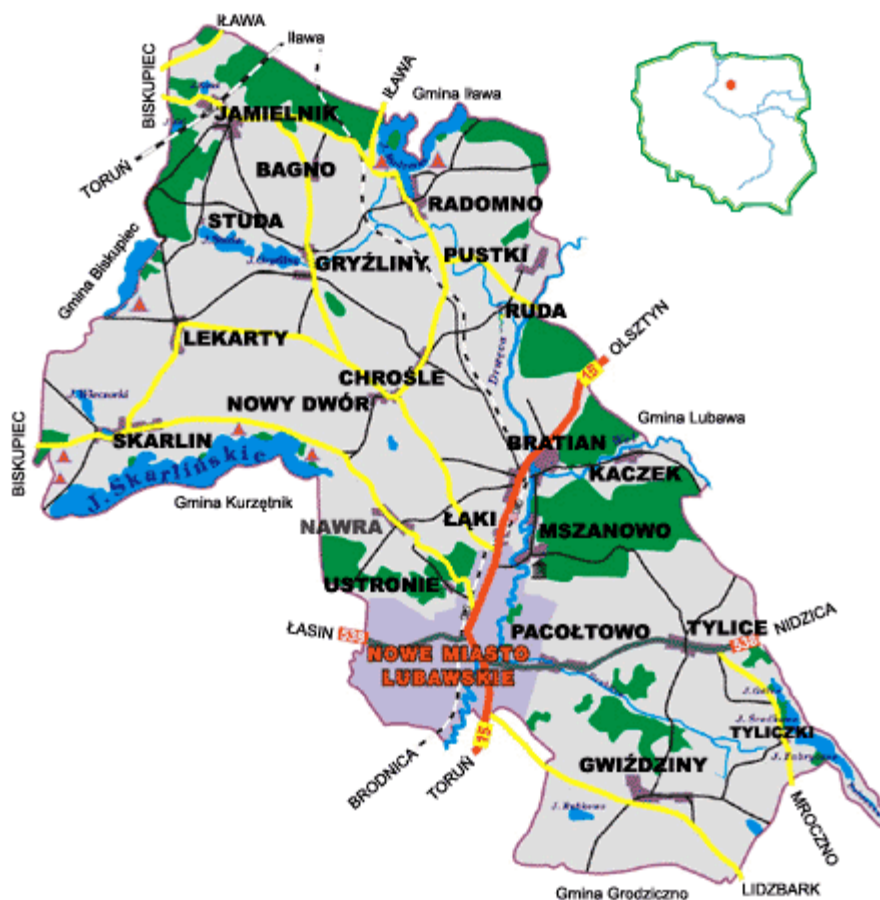 IŁAWA
Iława
BISKUPIEC
IŁAWA
Gmina Iława
JAMIELNIK
TORUŃ
BAGNO
RADOMNO
STUDA
Gmina Biskupiec
GRYŹLINY
PUSTKI
RUDA
Drwęca
OLSZTYN
15
LEKARTY
CHROŚLE
NOWY DWÓR
Gmina Lubawa
BISKUPIEC
SKARLIN
BRATIAN
Wel
KACZEK
J. Skarlińskie
Gmina Kurzętnik
NAWRA
ŁĄKI
MSZANOWO
USTRONIE
ŁASIN
538
PACOŁTOWO
TYLICE
538
NIDZICA
NOWE MIASTO
LUBAWSKIE
TYLICZKI
GWIŹDZINY
BRODNICA
TORUŃ
15
MROCZNO
LIDZBARK
Gmina Grodziczno